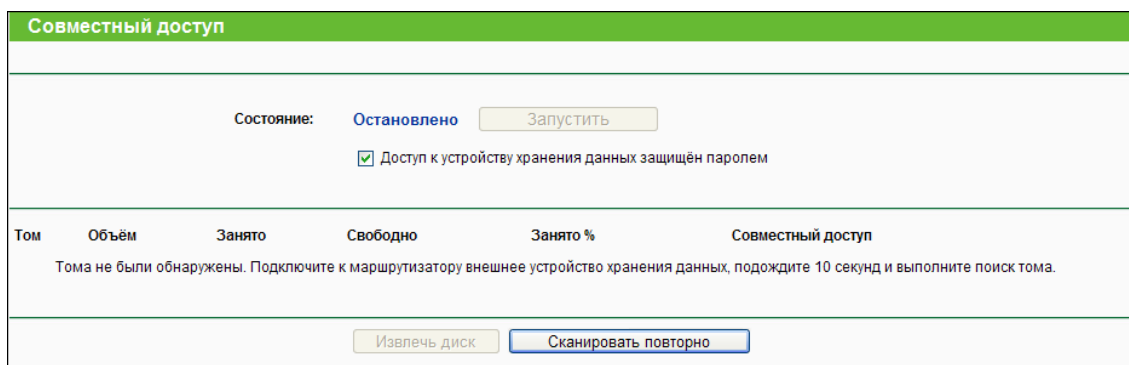 Совместный доступ
Состояние: Остановлено Запустить
Доступ к устройству хранения данных защищён паролем
Том Объём Занято Свободно Занято % Совместный доступ
Тома не были обнаружены. Подключите к маршрутизатору внешнее устройство хранения данных, подождите 10 секунд и выполните поиск тома.
Извлечь диск Сканировать повторно